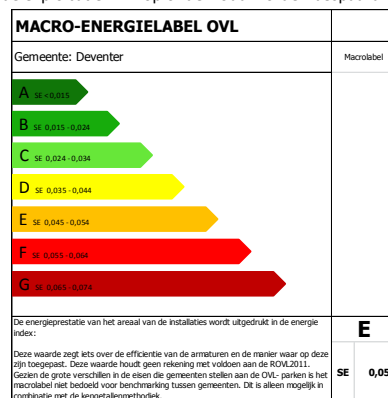 MACRO-ENERGIELABEL OVL
Gemeente: Deventer
Macrolabel
A SE < 0,015
B SE 0,015 - 0,024
C SE 0,024 - 0,034
D SE 0,035 - 0,044
E SE 0,045 - 0,054
F SE 0,055 - 0,064
G SE 0,065 - 0,074
De energieprestatie van het areaal van de installaties wordt uitgedrukt in de energie
index:
E
Deze waarde zegt iets over de efficientie van de armaturen en de manier waar op deze
zijn toegepast. Deze waarde houdt geen rekening met voldoen aan de ROVL2011.
Gezien de grote verschillen in de eisen die gemeenten stellen aan de OVL- parken is het
macrolabel niet bedoeld voor benchmarking tussen gemeenten. Dit is alleen mogelijk in
combinatie met de kengetallenmethodiek.
SE 0,05